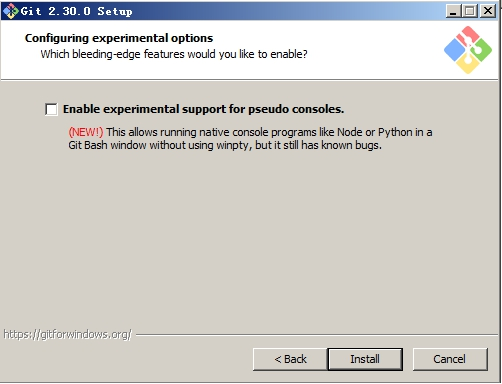 Git 2.30.0 Setup
Configuring experimental options
Which bleeding-edge features would you like to enable?
Enable experimental support for pseudo consoles.
(NEW!) This allows running native console programs like Node or Python in a
Git Bash window without using winpty, but it still has known bugs.
https://gitforwindows.org/
< Back
Install
Cancel